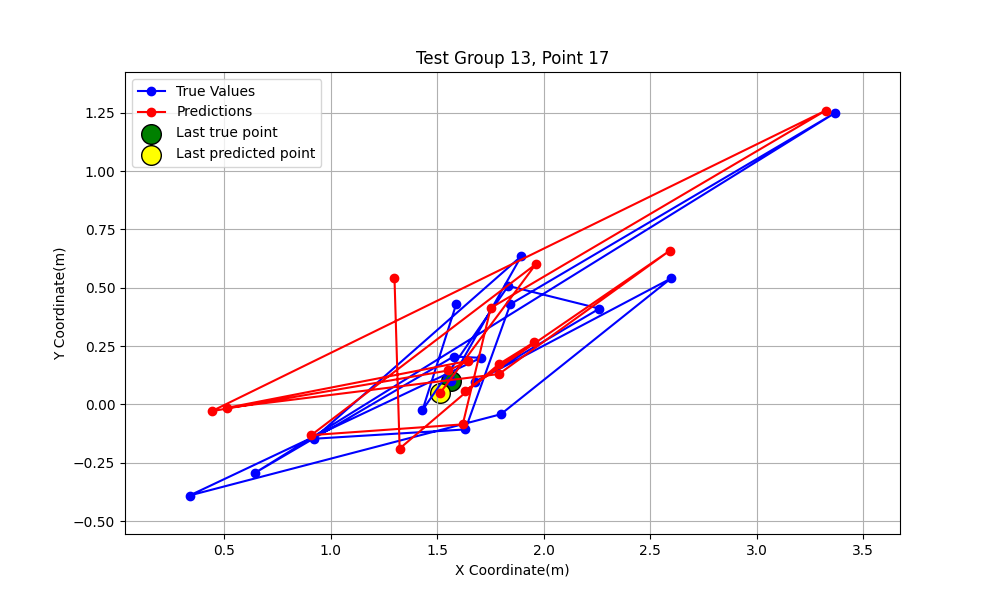 Test Group 13, Point 17
True Values
Predictions
Last true point
Last predicted point
Y Coordinate(m)
1.25
1.00
0.75
0.50
0.25
0.00
−0.25
−0.50
0.5 1.0 1.5 2.0 2.5 3.0 3.5
X Coordinate(m)